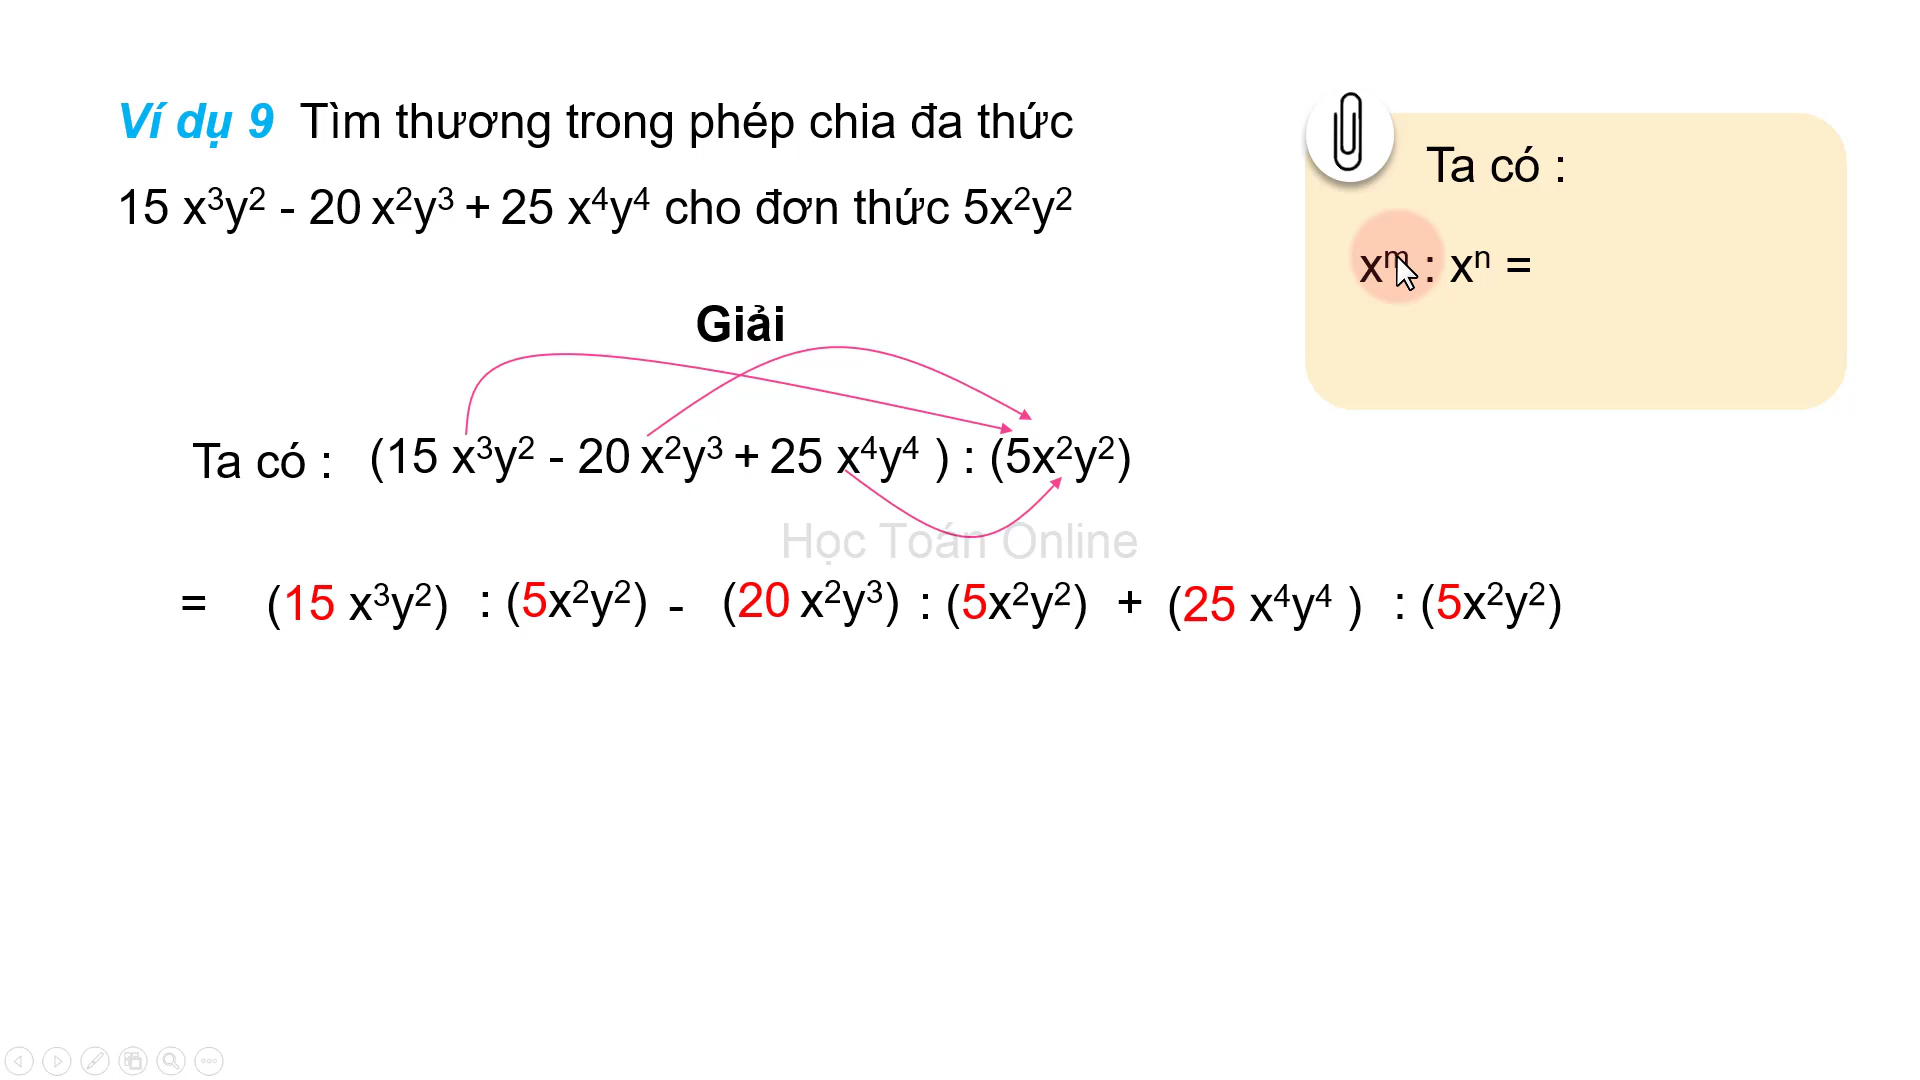 Ví dụ 9 Tìm thương trong phép chia đa thức
15 x³y² - 20 x²y³ + 25 x⁴y⁴ cho đơn thức 5x²y²
Ta có :
xᵐ : xⁿ =
Giải
Ta có : (15 x³y² - 20 x²y³ + 25 x⁴y⁴ ) : (5x²y²)
Học Toán Online
= (15 x³y²) : (5x²y²) - (20 x²y³) : (5x²y²) + (25 x⁴y⁴ ) : (5x²y²)